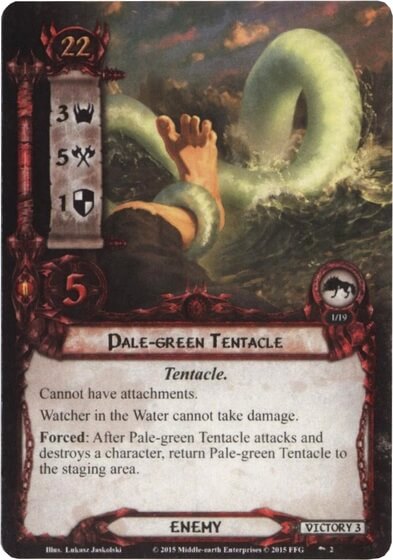 22
3
5
1
5
1/19
Pale-green Tentacle
Tentacle.
Cannot have attachments.
Watcher in the Water cannot take damage.
Forced: After Pale-green Tentacle attacks and
destroys a character, return Pale-green Tentacle to
the staging area.
ENEMY
VICTORY 3
Illus. Lukasz Jaskolski © 2015 Middle-earth Enterprises © 2015 FFG 2